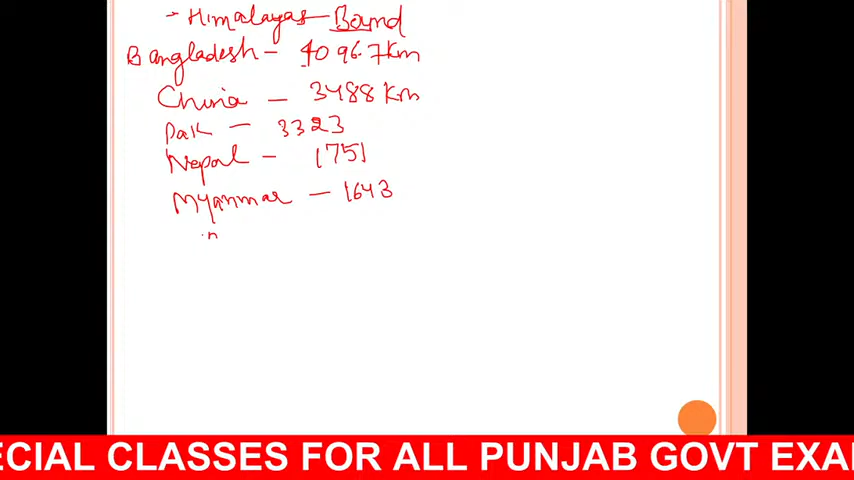 - Himalayas - Bound
Bangladesh - 4096.7km
China - 3488 km
Pak - 3323
Nepal - 1751
Myanmar - 1643
ECIAL CLASSES FOR ALL PUNJAB GOVT EXA